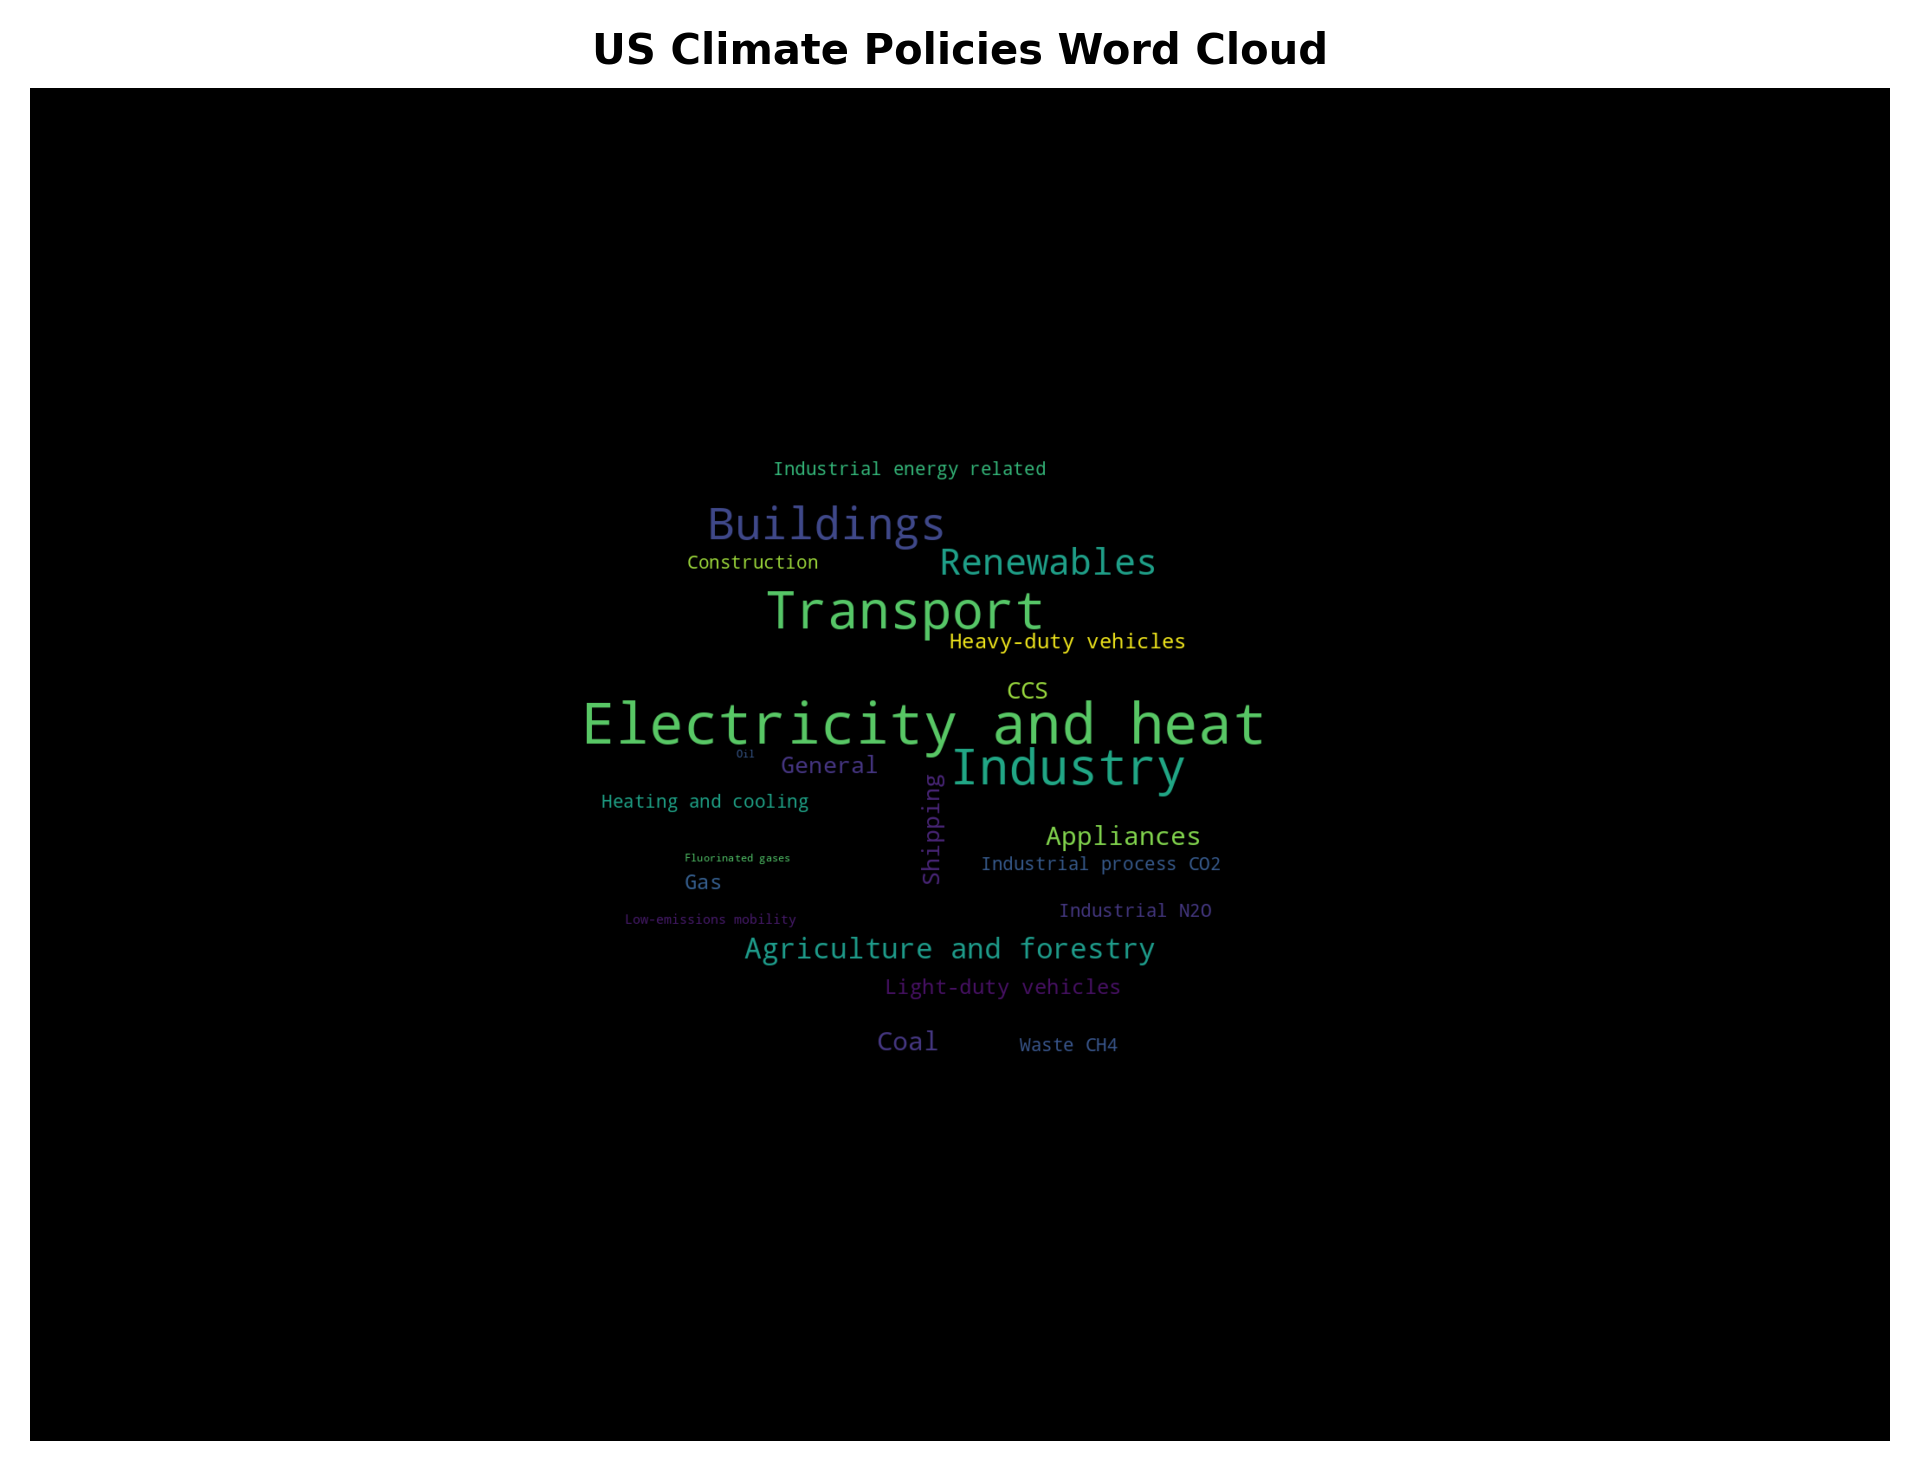 US Climate Policies Word Cloud
Industrial energy related
Buildings
Construction
Renewables
Transport
Heavy-duty vehicles
CCS
Electricity and heat
Oil
General
Industry
Heating and cooling
Shipping
Appliances
Fluorinated gases
Industrial process CO2
Gas
Low-emissions mobility
Industrial N2O
Agriculture and forestry
Light-duty vehicles
Coal
Waste CH4